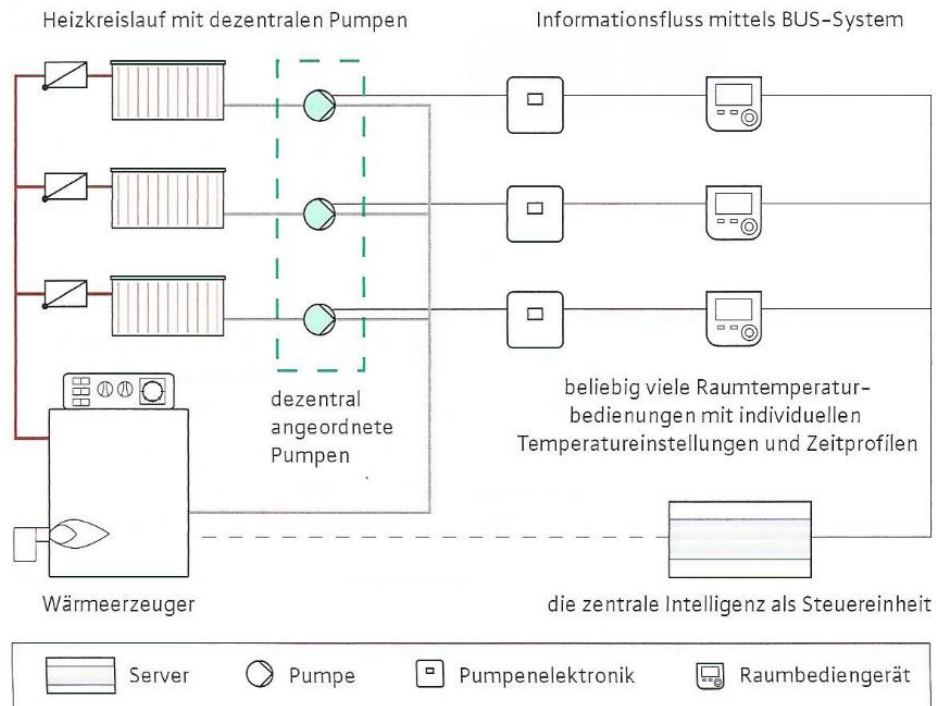 Heizkreislauf mit dezentralen Pumpen
Informationsfluss mittels BUS-System
dezentral
angeordnete
Pumpen
beliebig viele Raumtemperatur-
bedienungen mit individuellen
Temperatureinstellungen und Zeitprofilen
Wärmeerzeuger
die zentrale Intelligenz als Steuereinheit
Server
Pumpe
Pumpenelektronik
Raumbediengerät